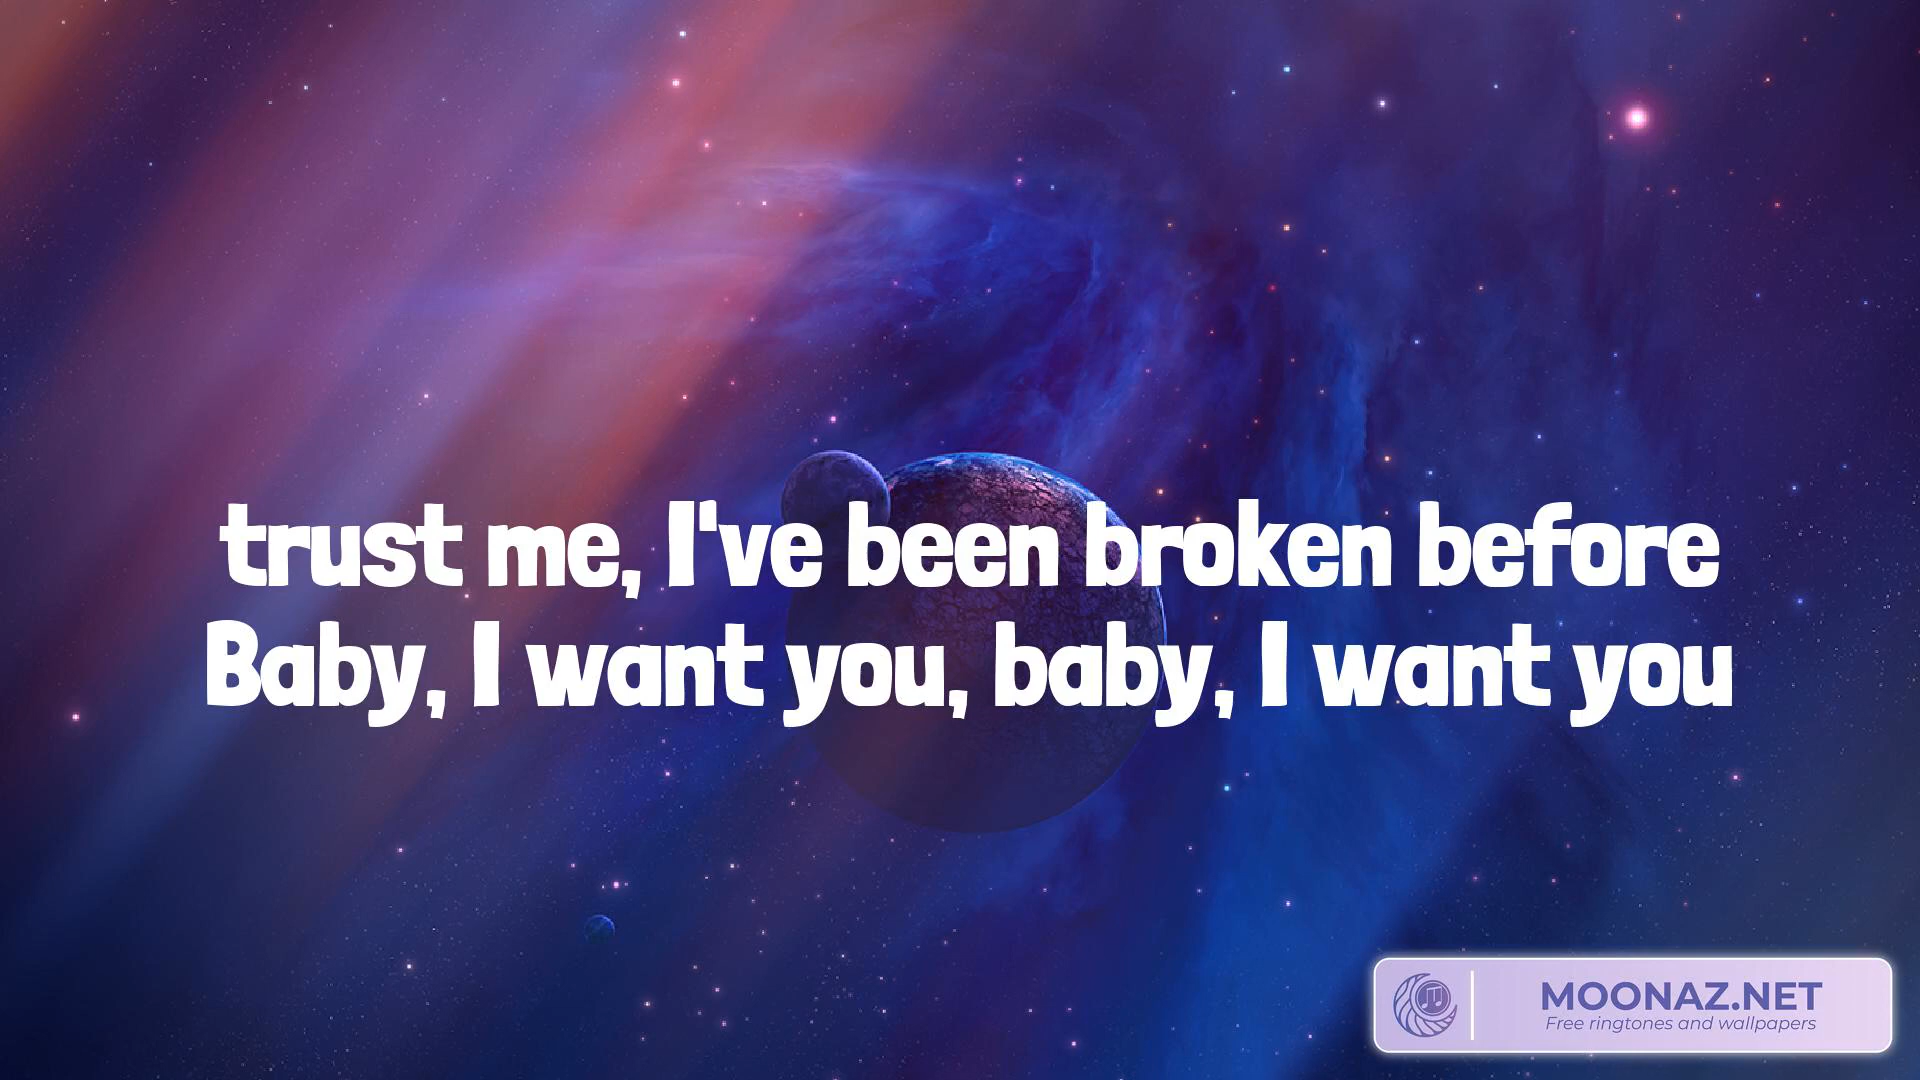 trust me, I've been broken before
Baby, I want you, baby, I want you
MOONAZ.NET
Free ringtones and wallpapers